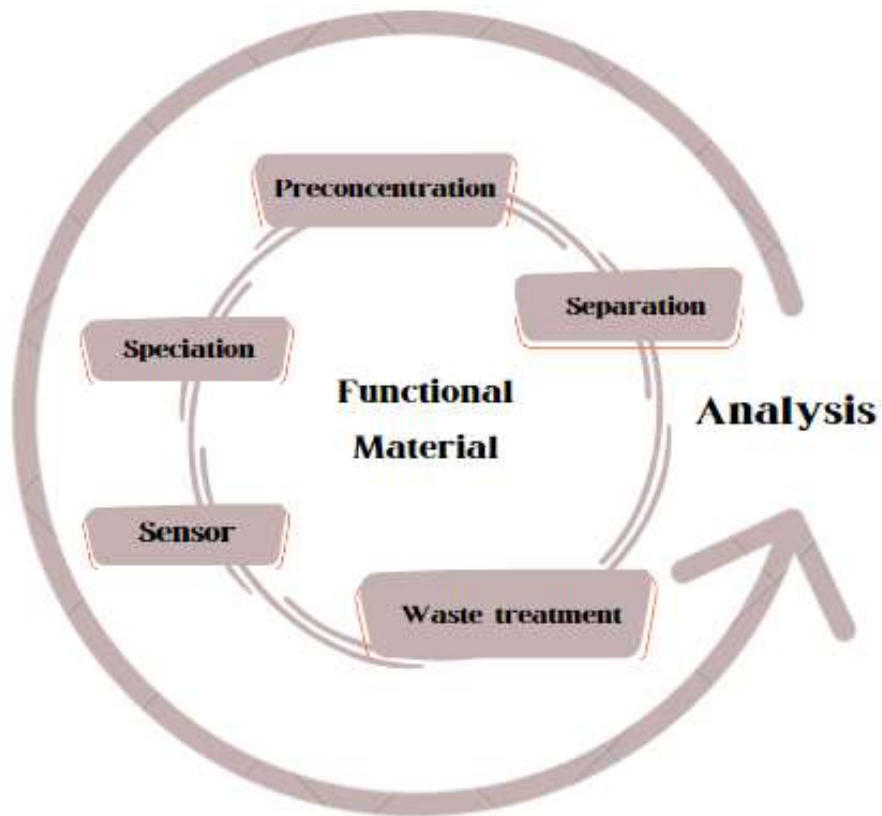 Preconcentration
Separation
Speciation
Functional
Material
Analysis
Sensor
Waste treatment